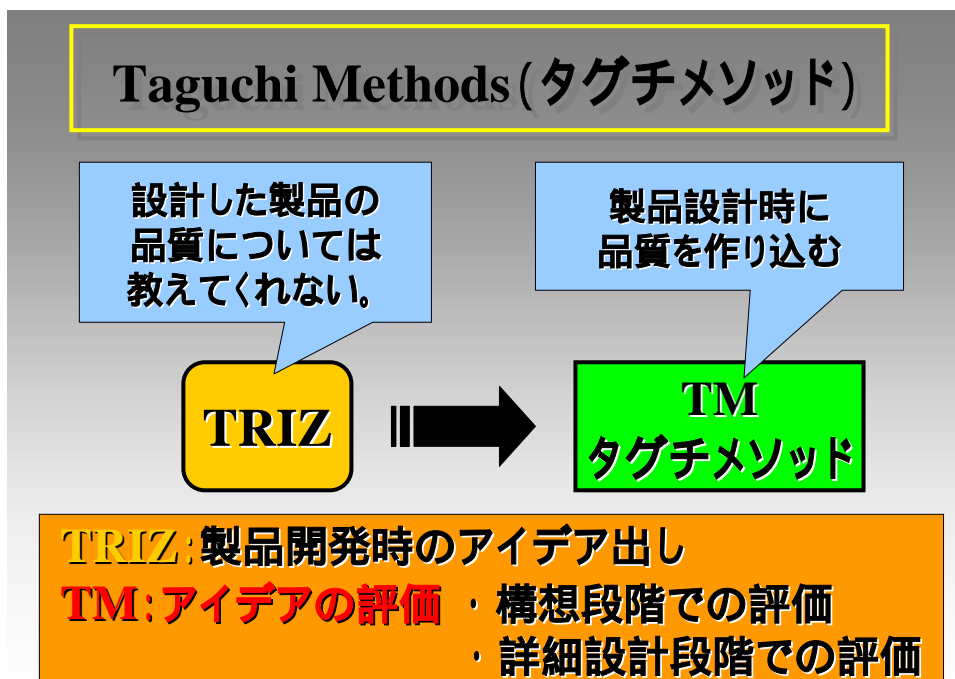 Taguchi Methods(タグチメソッド)
設計した製品の
品質については
教えてくれない。
製品設計時に
品質を作り込む
TRIZ
TM
タグチメソッド
TRIZ:製品開発時のアイデア出し
TM:アイデアの評価 ・構想段階での評価
・詳細設計段階での評価